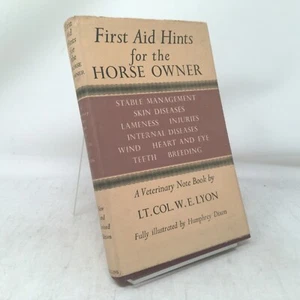 First Aid Hints
for the
HORSE OWNER
STABLE MANAGEMENT
SKIN DISEASES
LAMENESS INJURIES
INTERNAL DISEASES
WIND HEART AND EYE
TEETH BREEDING
A Veterinary Note Book by
LT. COL. W. E. LYON
Fully illustrated by Humphrey Dixon